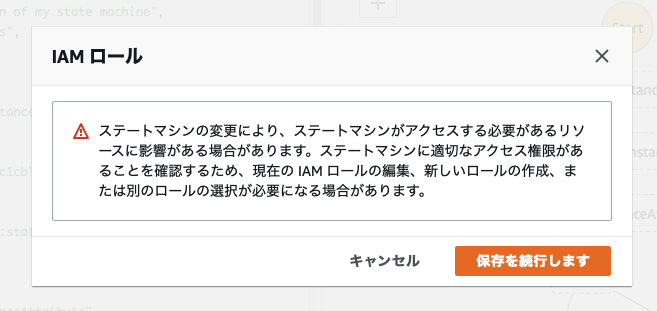 n of my state machine",
s",
Start
IAM ロール
stance
nstanc
ステートマシンの変更により、ステートマシンがアクセスする必要があるリソ
ースに影響がある場合があります。ステートマシンに適切なアクセス権限があ
ることを確認するため、現在の IAM ロールの編集、新しいロールの作成、ま
たは別のロールの選択が必要になる場合があります。
c1cb"
nstan
nceAt
:stat
キャンセル
保存を続行します